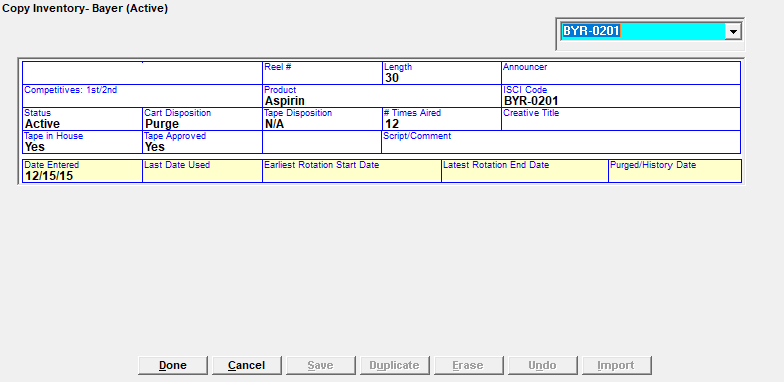 Copy Inventory- Bayer (Active)
BYR-0201
Reel #
Length
30
Announcer
Competitives: 1st/2nd
Product
Aspirin
ISCI Code
BYR-0201
Status
Active
Cart Disposition
Purge
Tape Disposition
N/A
# Times Aired
12
Creative Title
Tape in House
Yes
Tape Approved
Yes
Script/Comment
Date Entered
12/15/15
Last Date Used
Earliest Rotation Start Date
Latest Rotation End Date
Purged/History Date
Done
Cancel
Save
Duplicate
Erase
Undo
Import